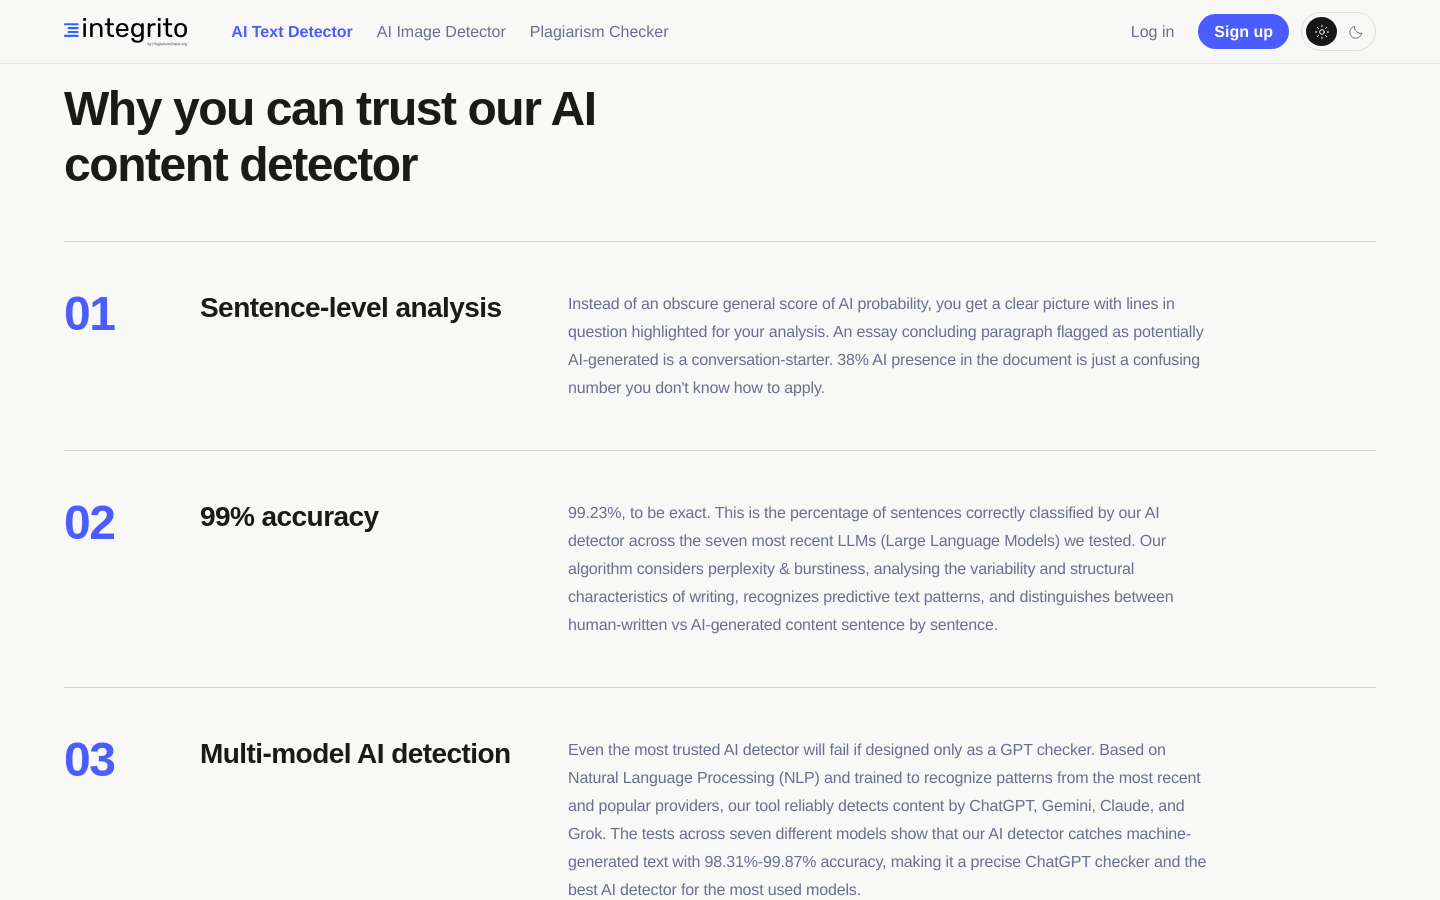 integrito
by PlagiarismCheck.org
AI Text Detector
AI Image Detector
Plagiarism Checker
Log in
Sign up
Why you can trust our AI
content detector
01
Sentence-level analysis
Instead of an obscure general score of AI probability, you get a clear picture with lines in
question highlighted for your analysis. An essay concluding paragraph flagged as potentially
AI-generated is a conversation-starter. 38% AI presence in the document is just a confusing
number you don't know how to apply.
02
99% accuracy
99.23%, to be exact. This is the percentage of sentences correctly classified by our AI
detector across the seven most recent LLMs (Large Language Models) we tested. Our
algorithm considers perplexity & burstiness, analysing the variability and structural
characteristics of writing, recognizes predictive text patterns, and distinguishes between
human-written vs AI-generated content sentence by sentence.
03
Multi-model AI detection
Even the most trusted AI detector will fail if designed only as a GPT checker. Based on
Natural Language Processing (NLP) and trained to recognize patterns from the most recent
and popular providers, our tool reliably detects content by ChatGPT, Gemini, Claude, and
Grok. The tests across seven different models show that our AI detector catches machine-
generated text with 98.31%-99.87% accuracy, making it a precise ChatGPT checker and the
best AI detector for the most used models.